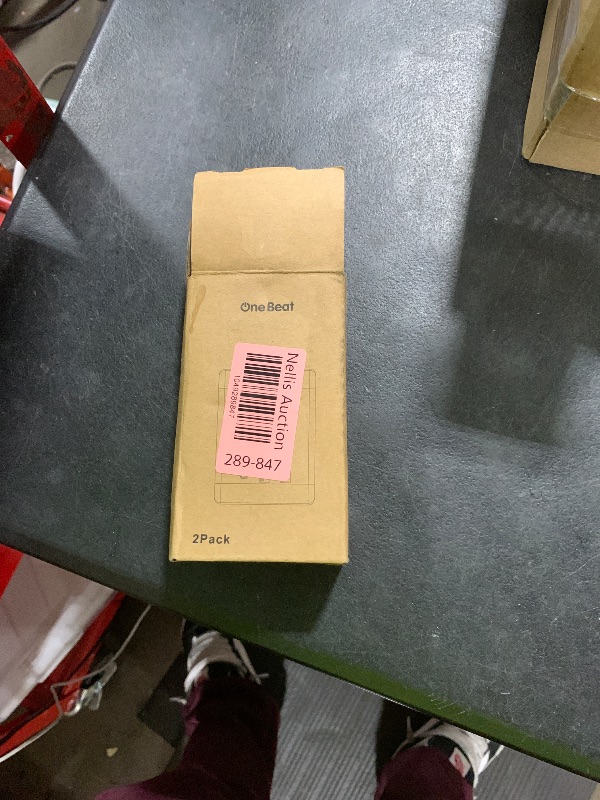 One Beat
Nellis Auction
289-847
2Pack